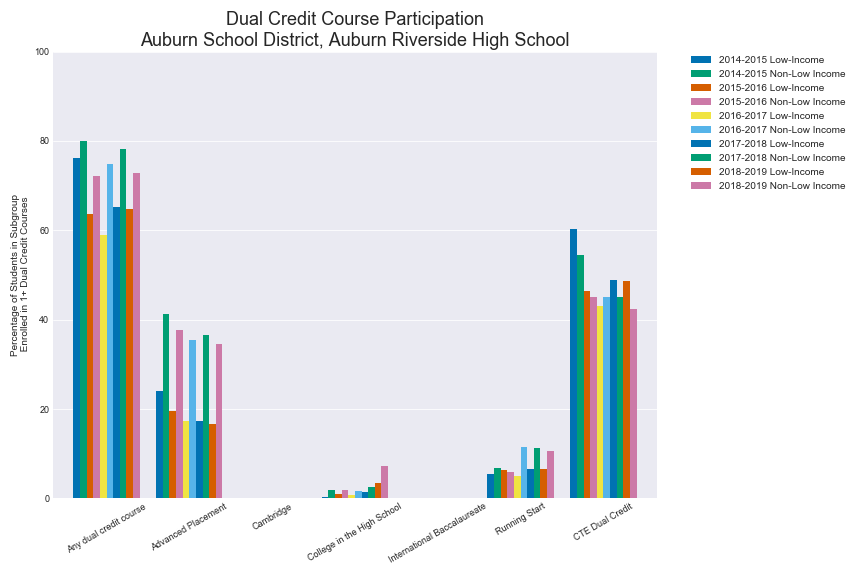 Dual Credit Course Participation
Auburn School District, Auburn Riverside High School
Percentage of Students in Subgroup
Enrolled in 1+ Dual Credit Courses
100
80
60
40
20
0
Any dual credit course
Advanced Placement
Cambridge
College in the High School
International Baccalaureate
Running Start
CTE Dual Credit
2014-2015 Low-Income
2014-2015 Non-Low Income
2015-2016 Low-Income
2015-2016 Non-Low Income
2016-2017 Low-Income
2016-2017 Non-Low Income
2017-2018 Low-Income
2017-2018 Non-Low Income
2018-2019 Low-Income
2018-2019 Non-Low Income